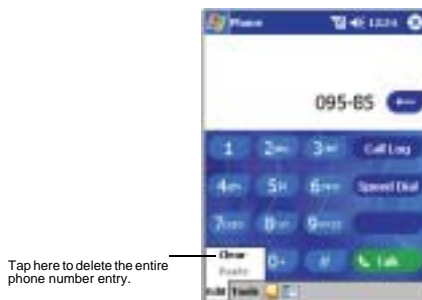 Phone
095-85
1
2
3
Call Log
4
5
6
Speed Dial
7
8
9
Clear
Paste
0+
#
Talk
Edit Tools
Tap here to delete the entire
phone number entry.